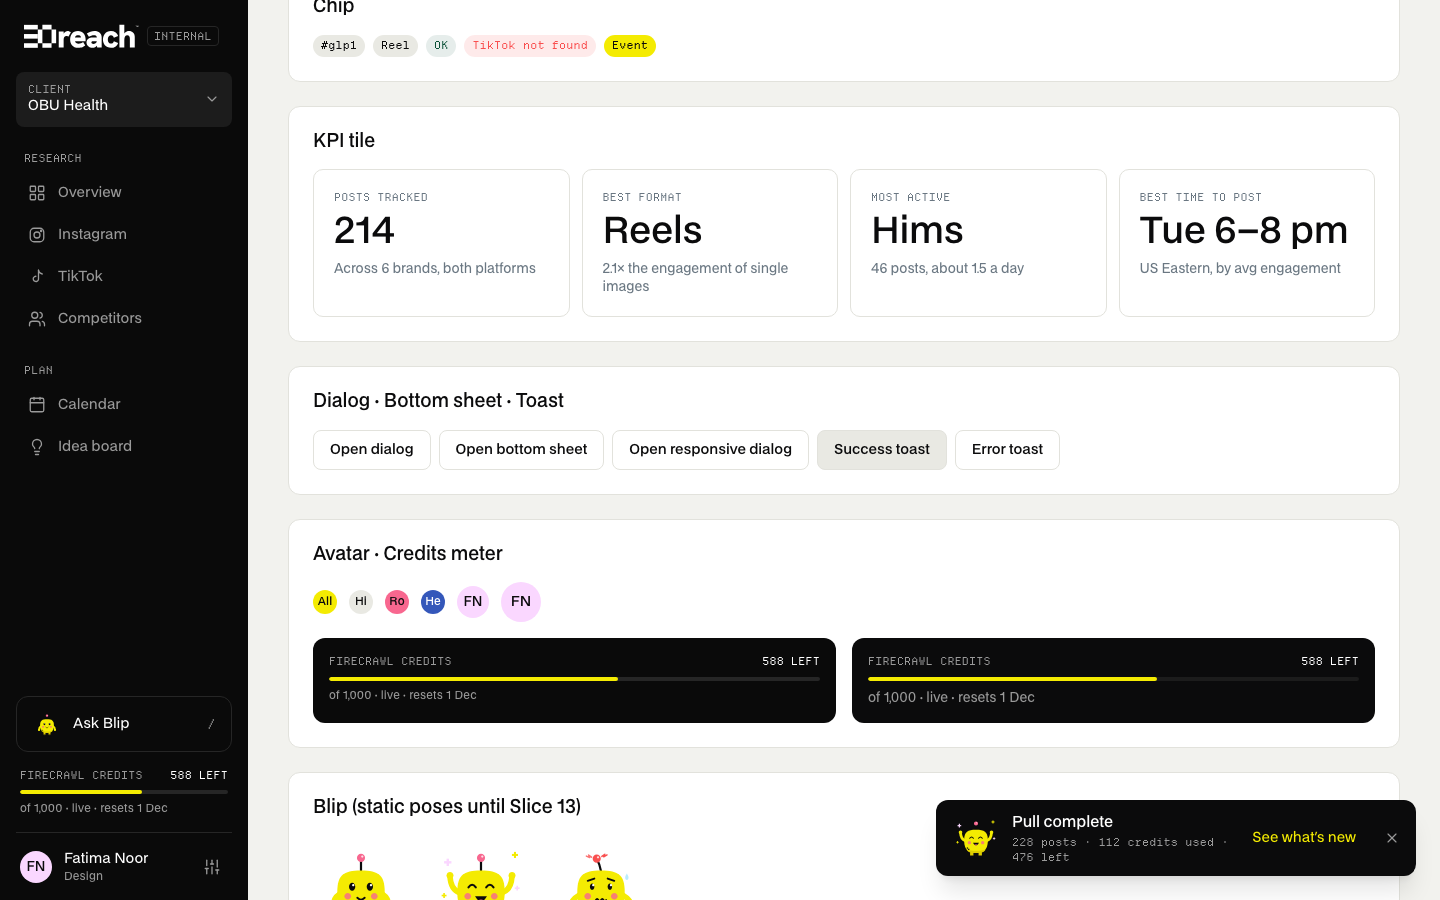 reach
INTERNAL
CLIENT
OBU Health
RESEARCH
Overview
Instagram
TikTok
Competitors
PLAN
Calendar
Idea board
Ask Blip
/
FIRECRAWL CREDITS 588 LEFT
of 1,000 · live · resets 1 Dec
FN
Fatima Noor
Design
Chip
#glp1 Reel OK TikTok not found Event
KPI tile
POSTS TRACKED
214
Across 6 brands, both platforms
BEST FORMAT
Reels
2.1× the engagement of single
images
MOST ACTIVE
Hims
46 posts, about 1.5 a day
BEST TIME TO POST
Tue 6–8 pm
US Eastern, by avg engagement
Dialog · Bottom sheet · Toast
Open dialog Open bottom sheet Open responsive dialog Success toast Error toast
Avatar · Credits meter
All Hi Ro He FN FN
FIRECRAWL CREDITS 588 LEFT
of 1,000 · live · resets 1 Dec
FIRECRAWL CREDITS 588 LEFT
of 1,000 · live · resets 1 Dec
Blip (static poses until Slice 13)
Pull complete
228 posts · 112 credits used ·
476 left
See what's new